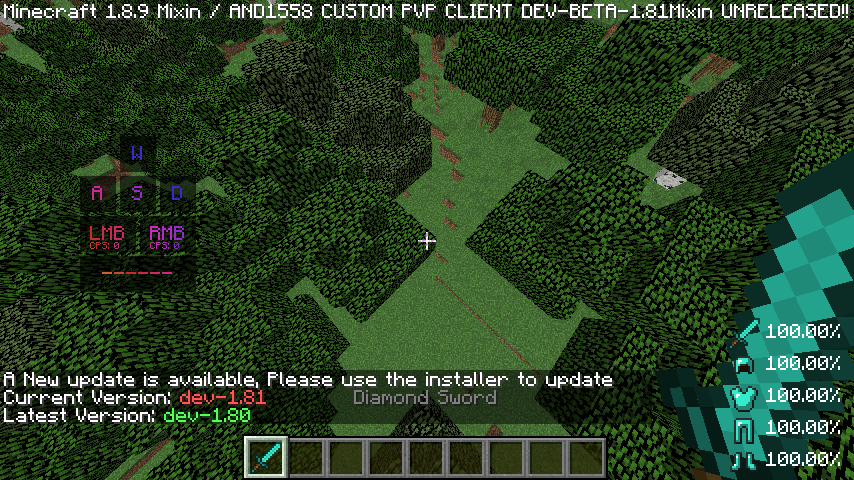 Minecraft 1.8.9 Mixin / AND1558 CUSTOM PVP CLIENT DEV-BETA-1.81Mixin UNRELEASED!!
W
A S D
LMB RMB
CPS: 0 CPS: 0
100.00%
100.00%
A New update is available, Please use the installer to update
Current Version: dev-1.81
Diamond Sword
100.00%
Latest Version: dev-1.80
100.00%
100.00%